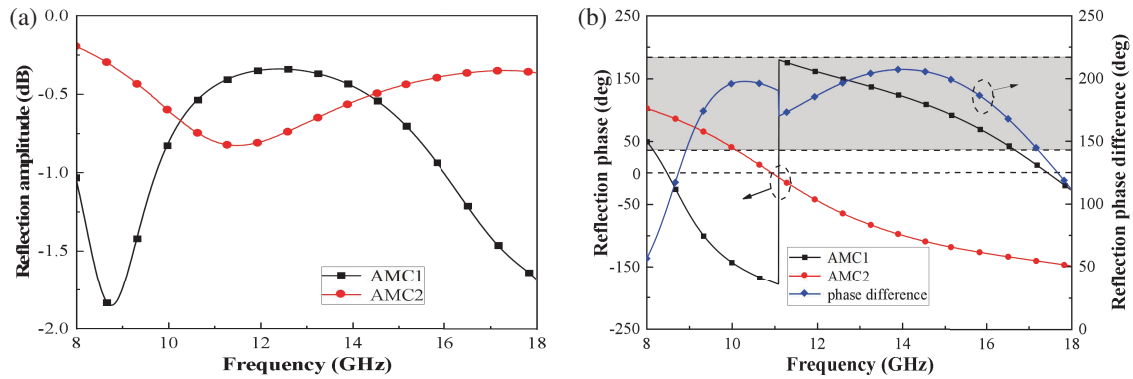 (a)
0.0
-0.5
-1.0
-1.5
-2.0
Reflection amplitude (dB)
AMC1
AMC2
8 10 12 14 16 18
Frequency (GHz)
(b)
250
150
50
0
-50
-150
-250
Reflection phase (deg)
AMC1
AMC2
phase difference
250
200
150
100
50
0
Reflection phase difference (deg)
8 10 12 14 16 18
Frequency (GHz)